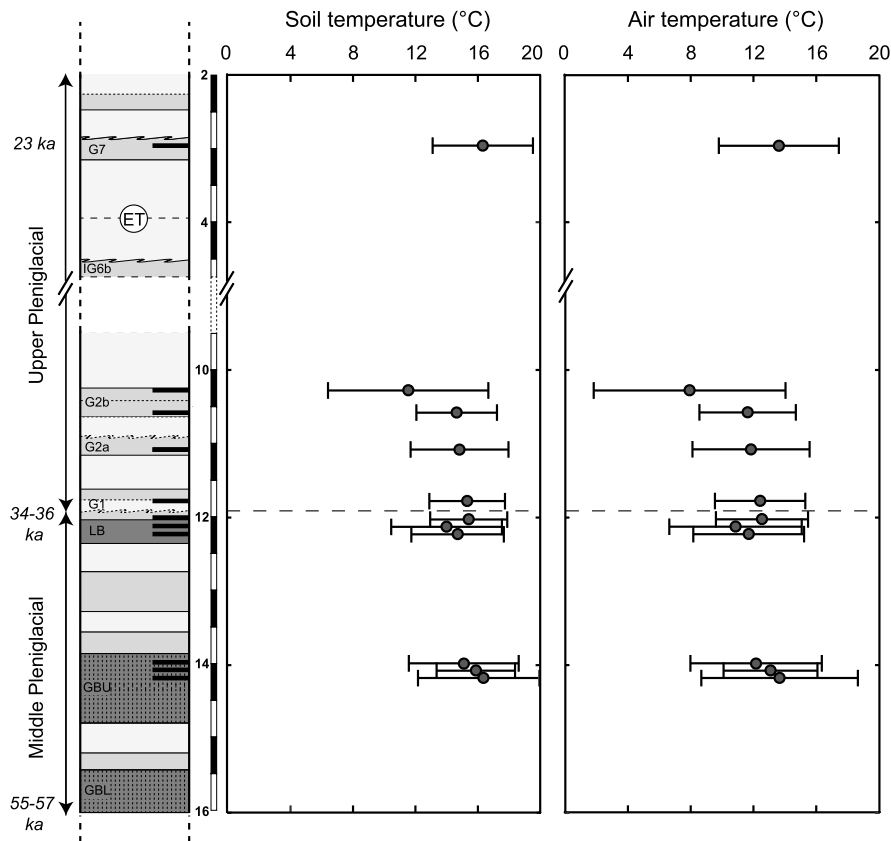 Soil temperature (°C)
Air temperature (°C)
0 4 8 12 16 20
0 4 8 12 16 20
2
23 ka
G7
ET
4
IG6b
Upper Pleniglacial
10
G2b
G2a
G1
34-36
ka
12
LB
Middle Pleniglacial
14
GBU
GBL
55-57
ka
16